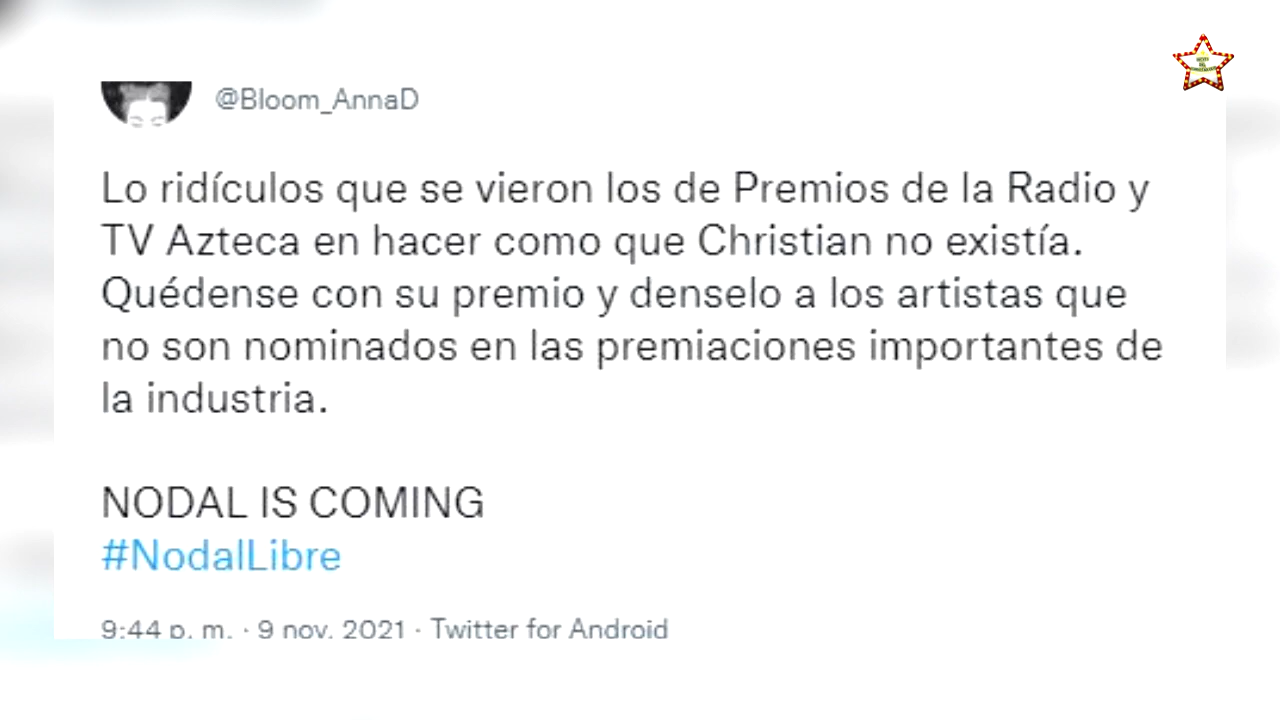 @Bloom_AnnaD
Lo ridículos que se vieron los de Premios de la Radio y
TV Azteca en hacer como que Christian no existía.
Quédense con su premio y denselo a los artistas que
no son nominados en las premiaciones importantes de
la industria.
NODAL IS COMING
#NodalLibre
9:44 p. m. · 9 nov. 2021 · Twitter for Android